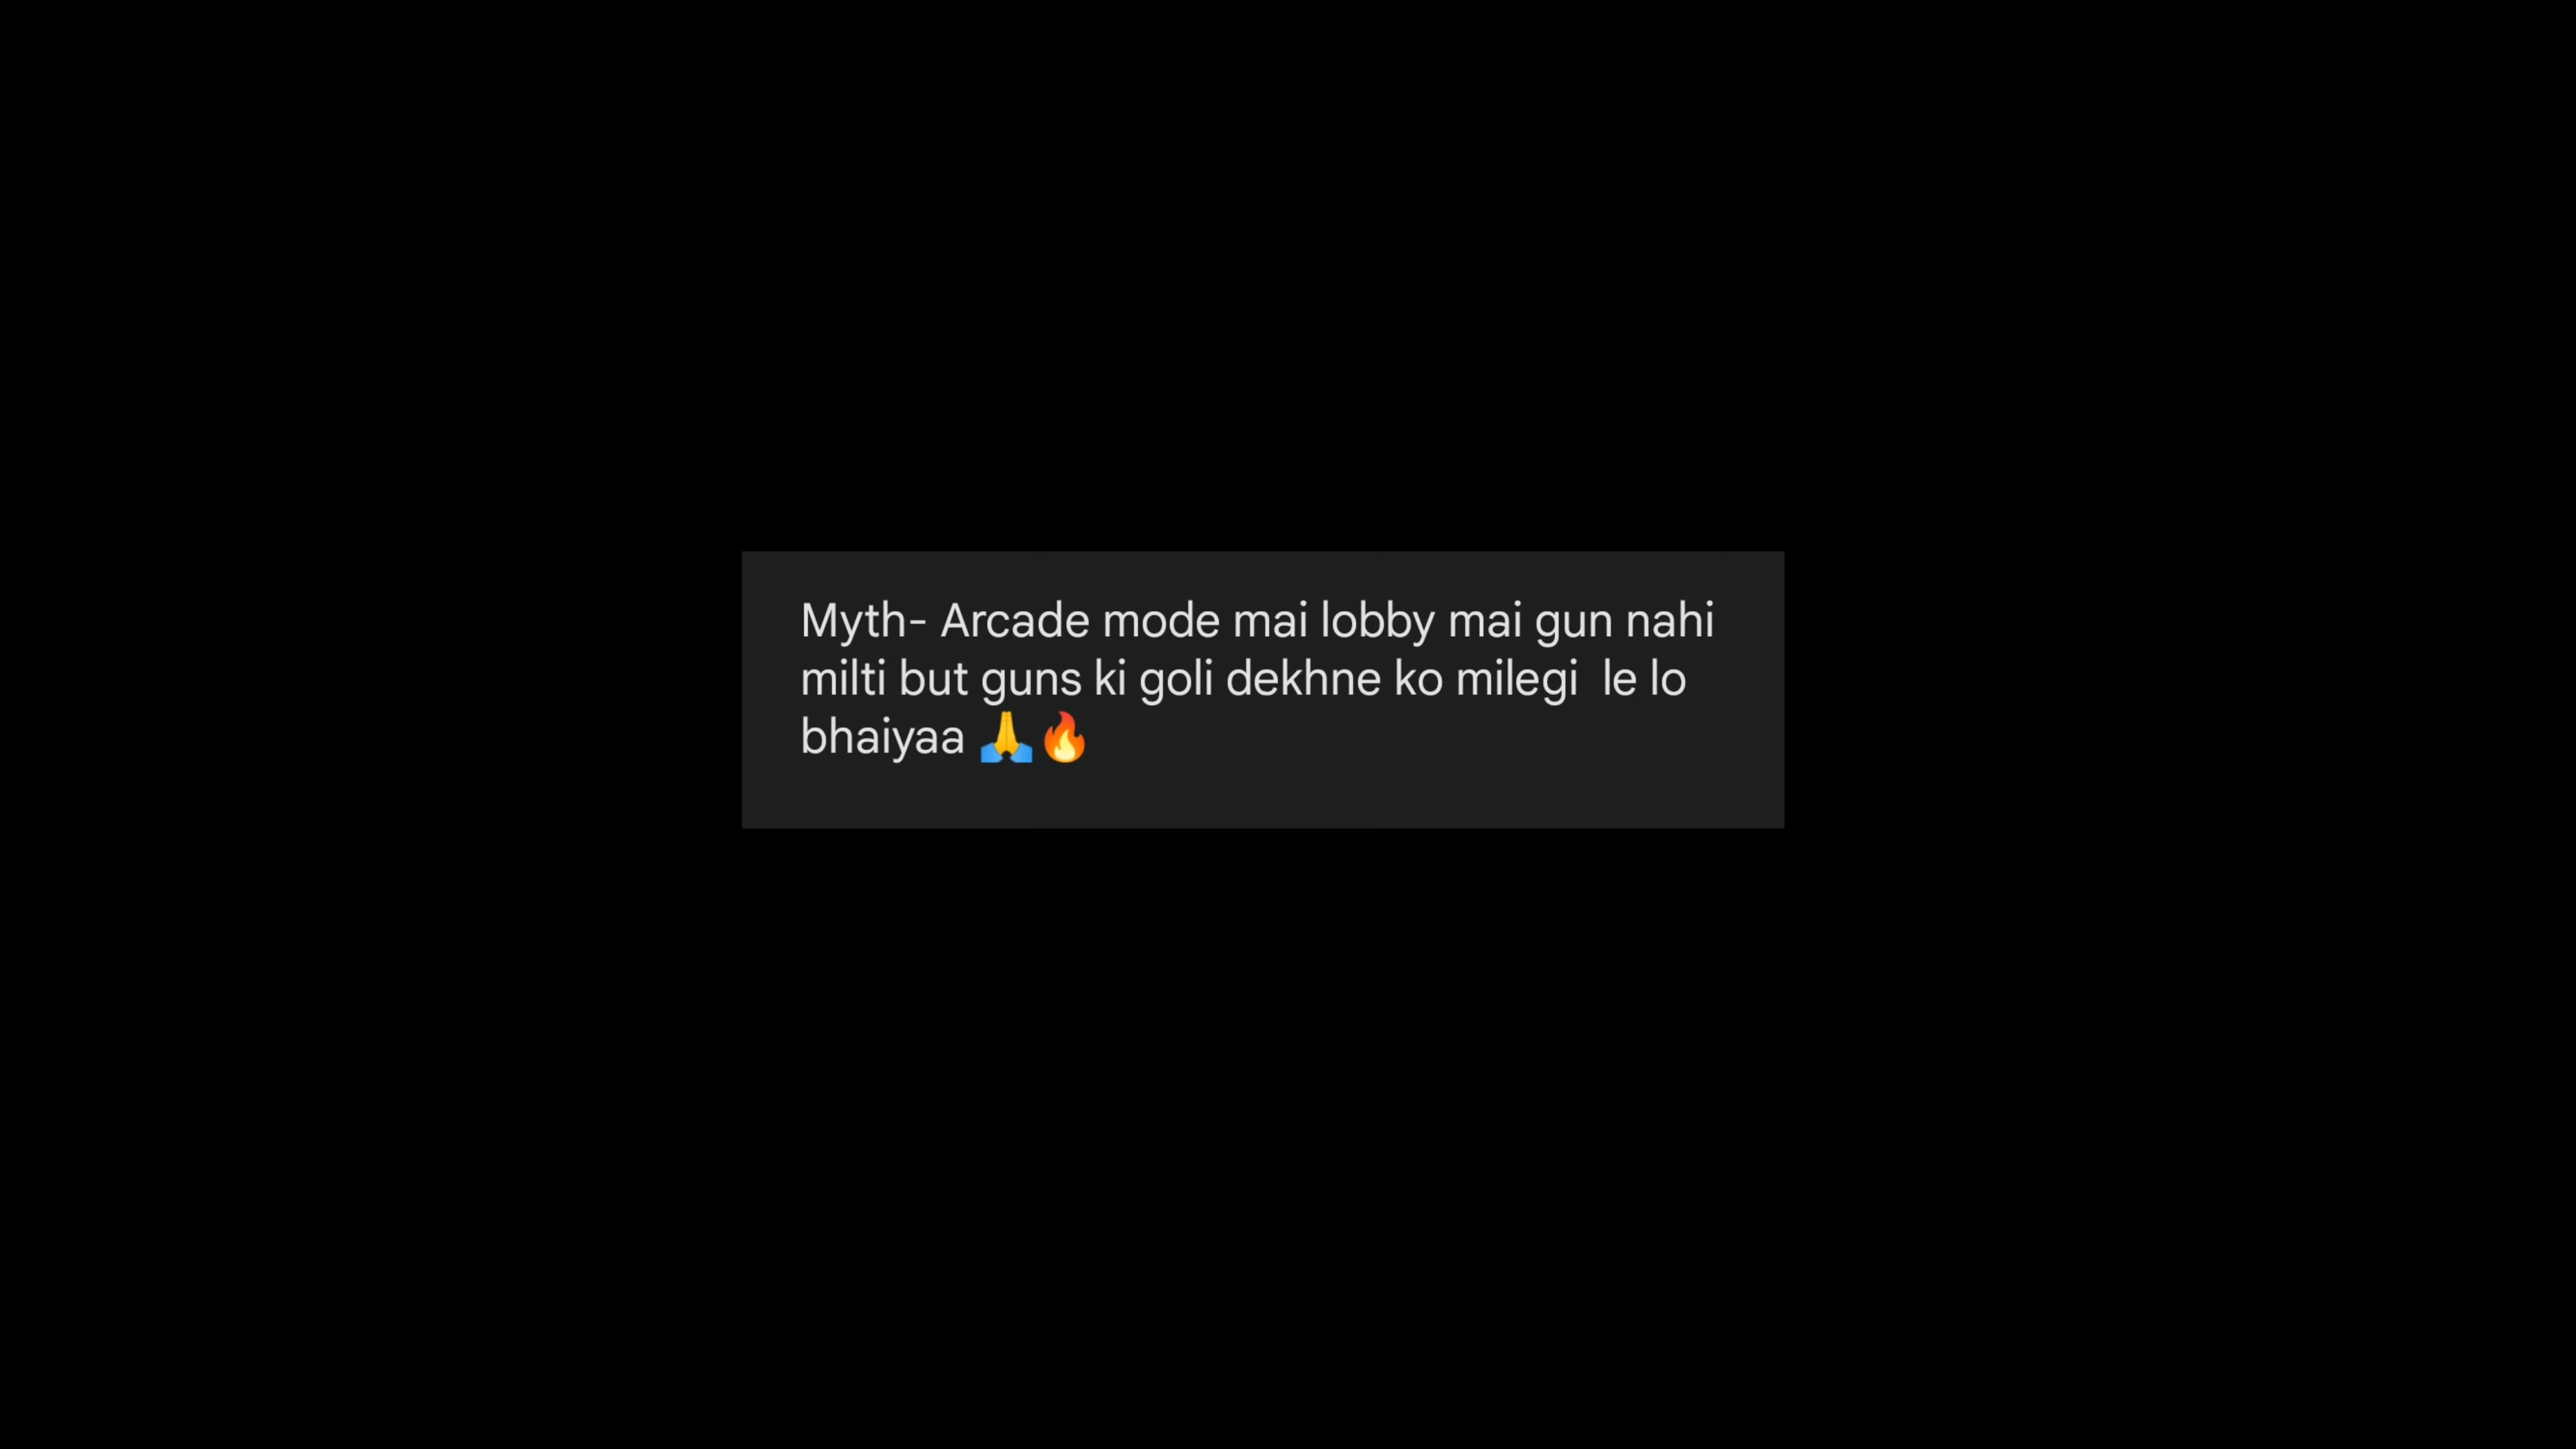 Myth- Arcade mode mai lobby mai gun nahi
milti but guns ki goli dekhne ko milegi  le lo
bhaiyaa 🙏🔥